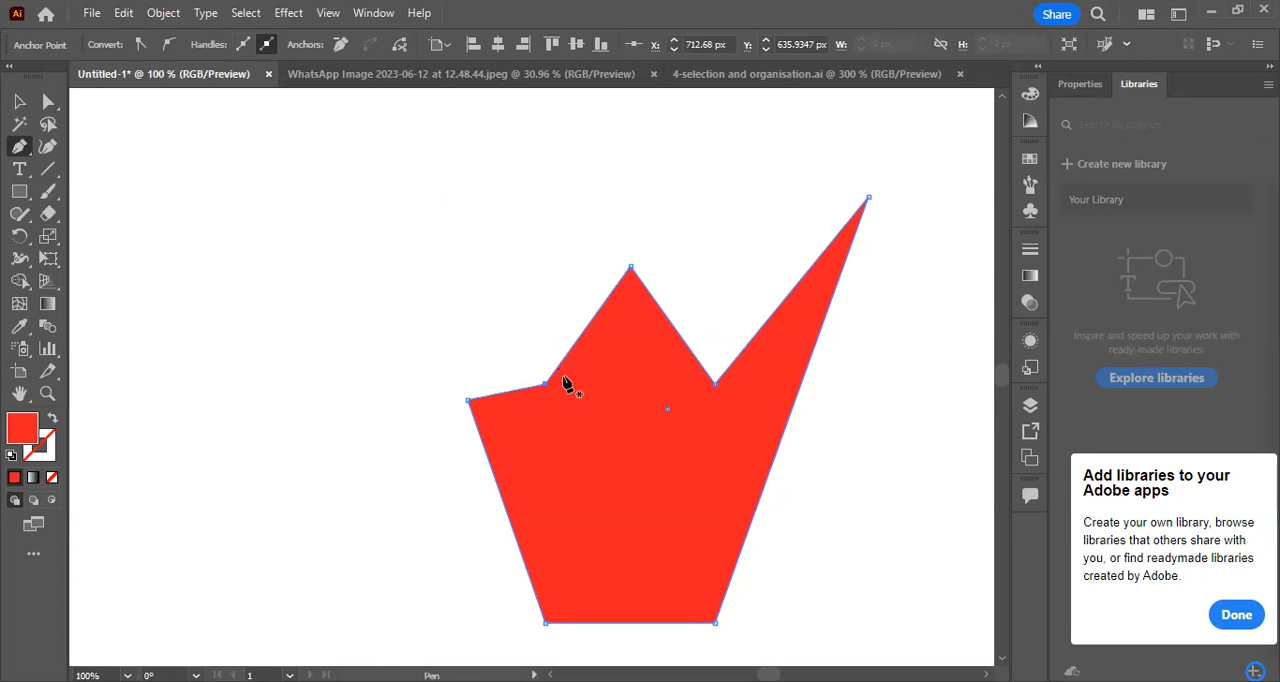 Ai File Edit Object Type Select Effect View Window Help Share
Anchor Point Convert: Handles: Anchors: X: 712.68 px Y: 635.9347 px W: 0 px H: 0 px
Untitled-1* @ 100 % (RGB/Preview) × WhatsApp Image 2023-06-12 at 12.48.44.jpeg @ 30.96 % (RGB/Preview) × 4-selection and organisation.ai @ 300 % (RGB/Preview) ×
Properties Libraries
Create new library
Your Library
Inspire and speed up your work with
ready-made libraries.
Explore libraries
Add libraries to your
Adobe apps
Create your own library, browse
libraries that others share with
you, or find readymade libraries
created by Adobe.
Done
100% 0° 1 Pen